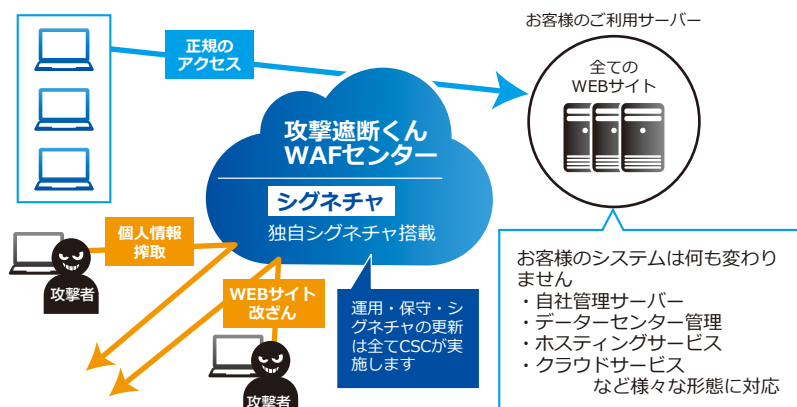 お客様のご利用サーバー
正規の
アクセス
全ての
WEBサイト
攻撃遮断くん
WAFセンター
シグネチャ
独自シグネチャ搭載
個人情報
搾取
攻撃者
WEBサイト
改ざん
攻撃者
運用・保守・シ
グネチャの更新
は全てCSCが実
施します
お客様のシステムは何も変わり
ません
・自社管理サーバー
・データーセンター管理
・ホスティングサービス
・クラウドサービス
など様々な形態に対応